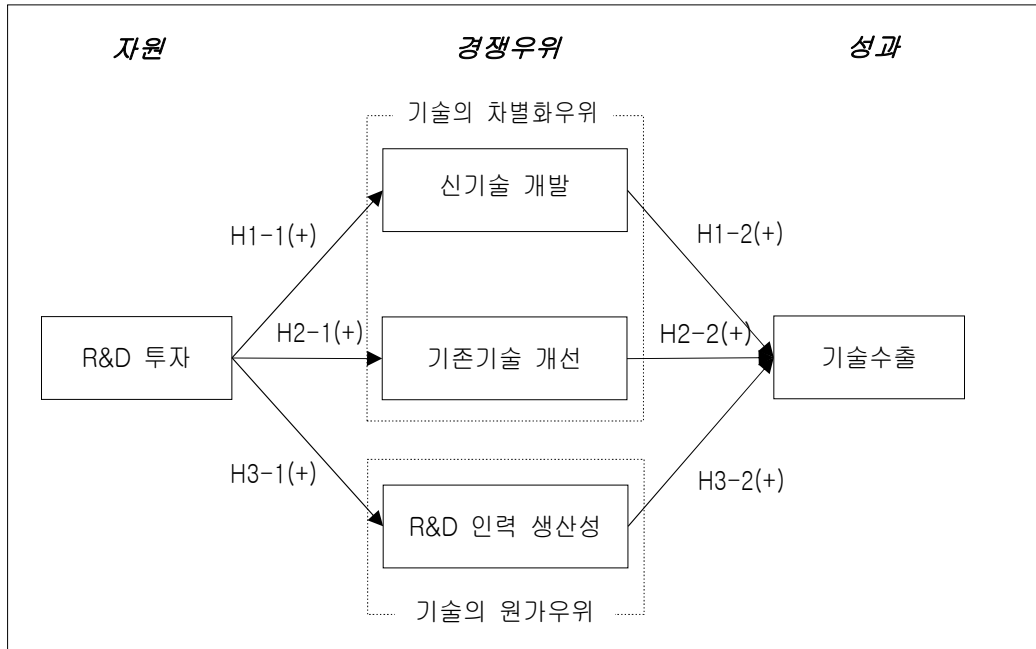 자원 경쟁우위 성과
기술의 차별화우위
신기술 개발
H1-1(+) H1-2(+)
H2-1(+) H2-2(+)
R&D 투자 기존기술 개선 기술수출
H3-1(+) H3-2(+)
R&D 인력 생산성
기술의 원가우위